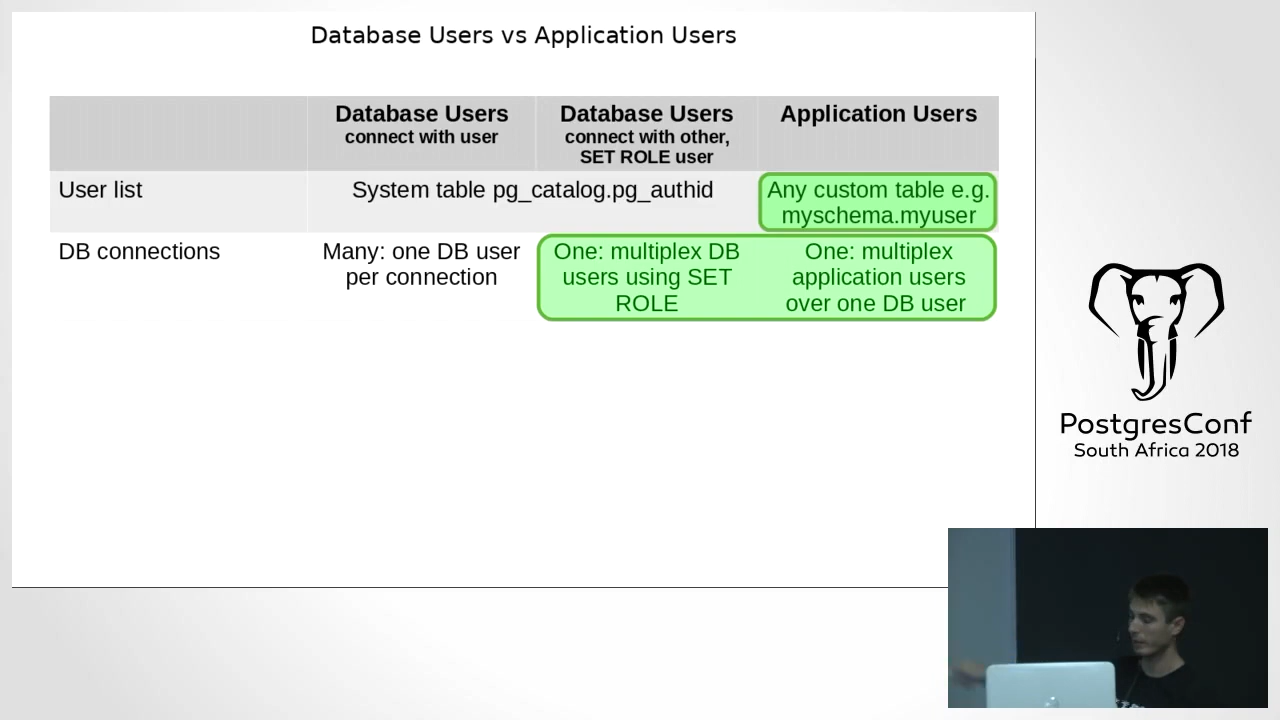 Database Users vs Application Users
Database Users
connect with user
Database Users
connect with other,
SET ROLE user
Application Users
User list
System table pg_catalog.pg_authid
Any custom table e.g.
myschema.myuser
DB connections
Many: one DB user
per connection
One: multiplex DB
users using SET
ROLE
One: multiplex
application users
over one DB user
PostgresConf
South Africa 2018